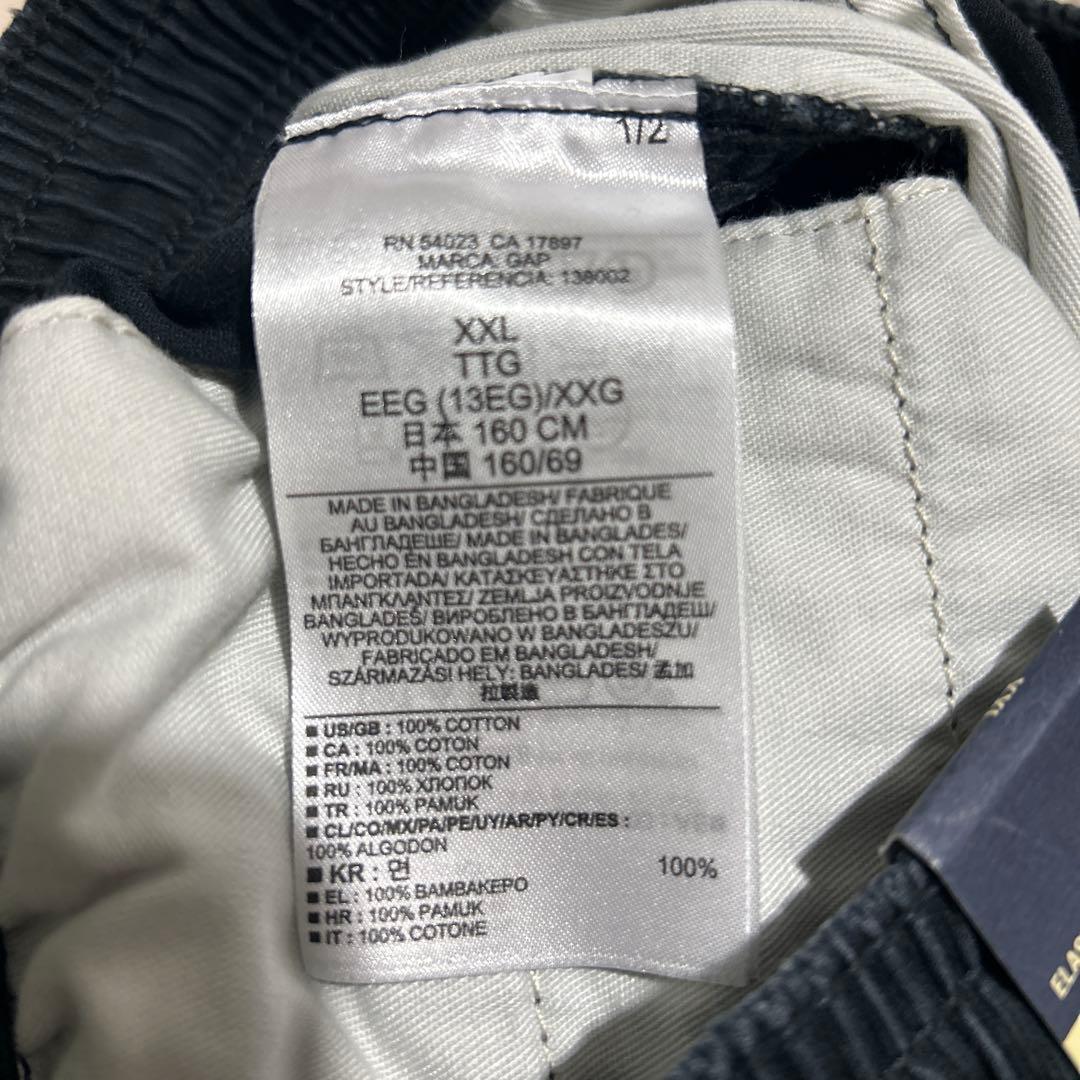 1/2
RN 54023 CA 17897
MARCA. GAP
STYLE/REFERENCIA: 138002
XXL
TTG
EEG (13EG)/XXG
日本 160 CM
中国 160/69
MADE IN BANGLADESH/ FABRIQUE
AU BANGLADESH/ СДЕЛАНО В
БАНГЛАДЕШЕ/ MADE IN BANGLADESH/
HECHO EN BANGLADESH CON TELA
IMPORTADA/ ΚΑΤΑΣΚΕΥΑΣΤΗΚΕ ΣΤΟ
ΜΠΑΝΓΚΛΑΝΤΕΣ/ ZEMLJA PROIZVODNJE
BANGLADEŠ/ ВИРОБЛЕНО В БАНГЛАДЕШ/
WYPRODUKOWANO W BANGLADESZU/
FABRICADO EM BANGLADESH/
SZÁRMAZÁSI HELY: BANGLADES/ 孟加
拉製造
■ US/GB : 100% COTTON
■ CA : 100% COTON
■ FR/MA : 100% COTON
■ RU : 100% ХЛОПОК
■ TR : 100% PAMUK
■ CL/CO/MX/PA/PE/UY/AR/PY/CR/ES :
100% ALGODON
■ KR : 면 100%
■ EL : 100% ΒΑΜΒΑΚΕΡΟ
■ HR : 100% PAMUK
■ IT : 100% COTONE